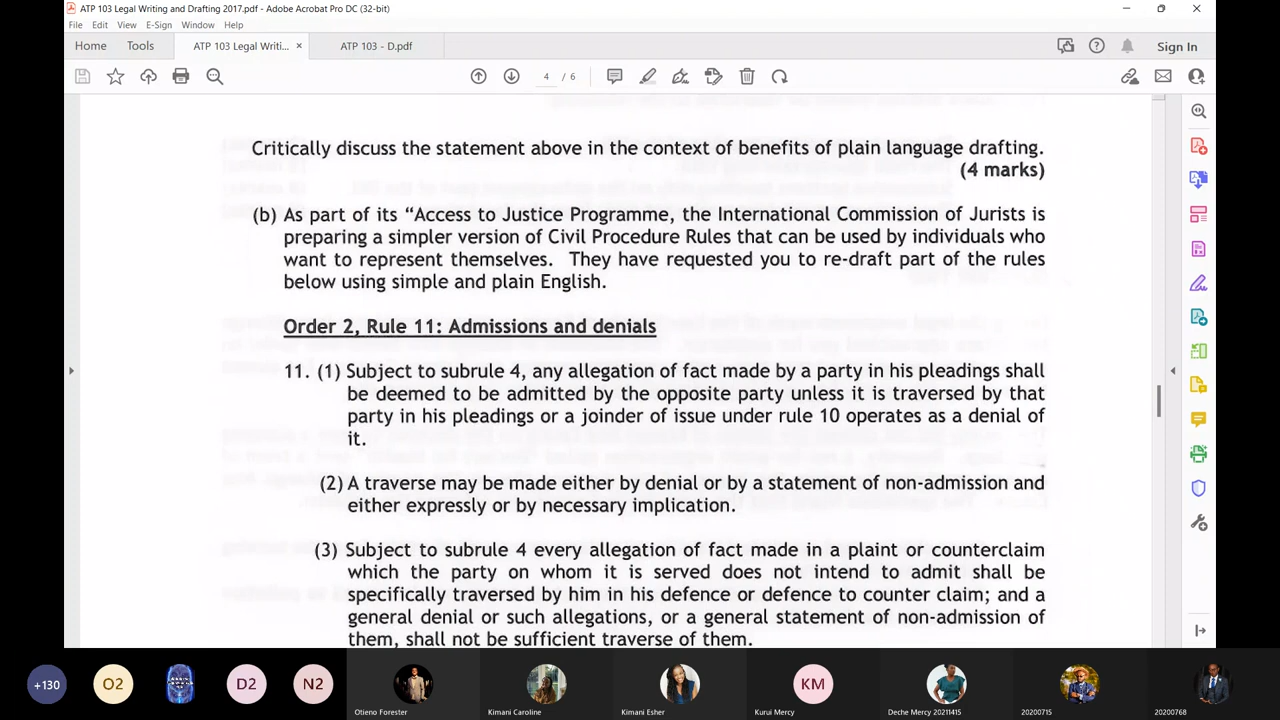 ATP 103 Legal Writing and Drafting 2017.pdf - Adobe Acrobat Pro DC (32-bit)
File Edit View E-Sign Window Help
Home Tools ATP 103 Legal Writi... × ATP 103 - D.pdf Sign In
4 / 6
Critically discuss the statement above in the context of benefits of plain language drafting.
(4 marks)
(b) As part of its “Access to Justice Programme, the International Commission of Jurists is
preparing a simpler version of Civil Procedure Rules that can be used by individuals who
want to represent themselves. They have requested you to re-draft part of the rules
below using simple and plain English.
Order 2, Rule 11: Admissions and denials
11. (1) Subject to subrule 4, any allegation of fact made by a party in his pleadings shall
be deemed to be admitted by the opposite party unless it is traversed by that
party in his pleadings or a joinder of issue under rule 10 operates as a denial of
it.
(2) A traverse may be made either by denial or by a statement of non-admission and
either expressly or by necessary implication.
(3) Subject to subrule 4 every allegation of fact made in a plaint or counterclaim
which the party on whom it is served does not intend to admit shall be
specifically traversed by him in his defence or defence to counter claim; and a
general denial or such allegations, or a general statement of non-admission of
them, shall not be sufficient traverse of them.
+130 O2 D2 N2 KM
Otieno Forester Kimani Caroline Kimani Esher Kurui Mercy Deche Mercy 20211415 20200715 20200768